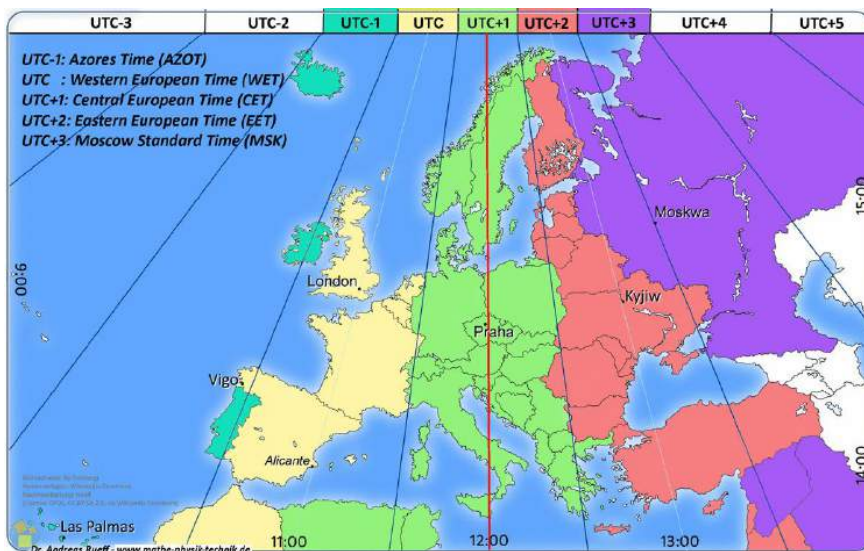 UTC-3 UTC-2 UTC-1 UTC UTC+1 UTC+2 UTC+3 UTC+4 UTC+5
UTC-1: Azores Time (AZOT)
UTC : Western European Time (WET)
UTC+1: Central European Time (CET)
UTC+2: Eastern European Time (EET)
UTC+3: Moscow Standard Time (MSK)
15:00
Moskwa
9:00
London
Kyjiw
Praha
Vigo
Alicante
14:00
Las Palmas
11:00 12:00 13:00
Dr. Andreas Rueff - www.mathe-physik-technik.de